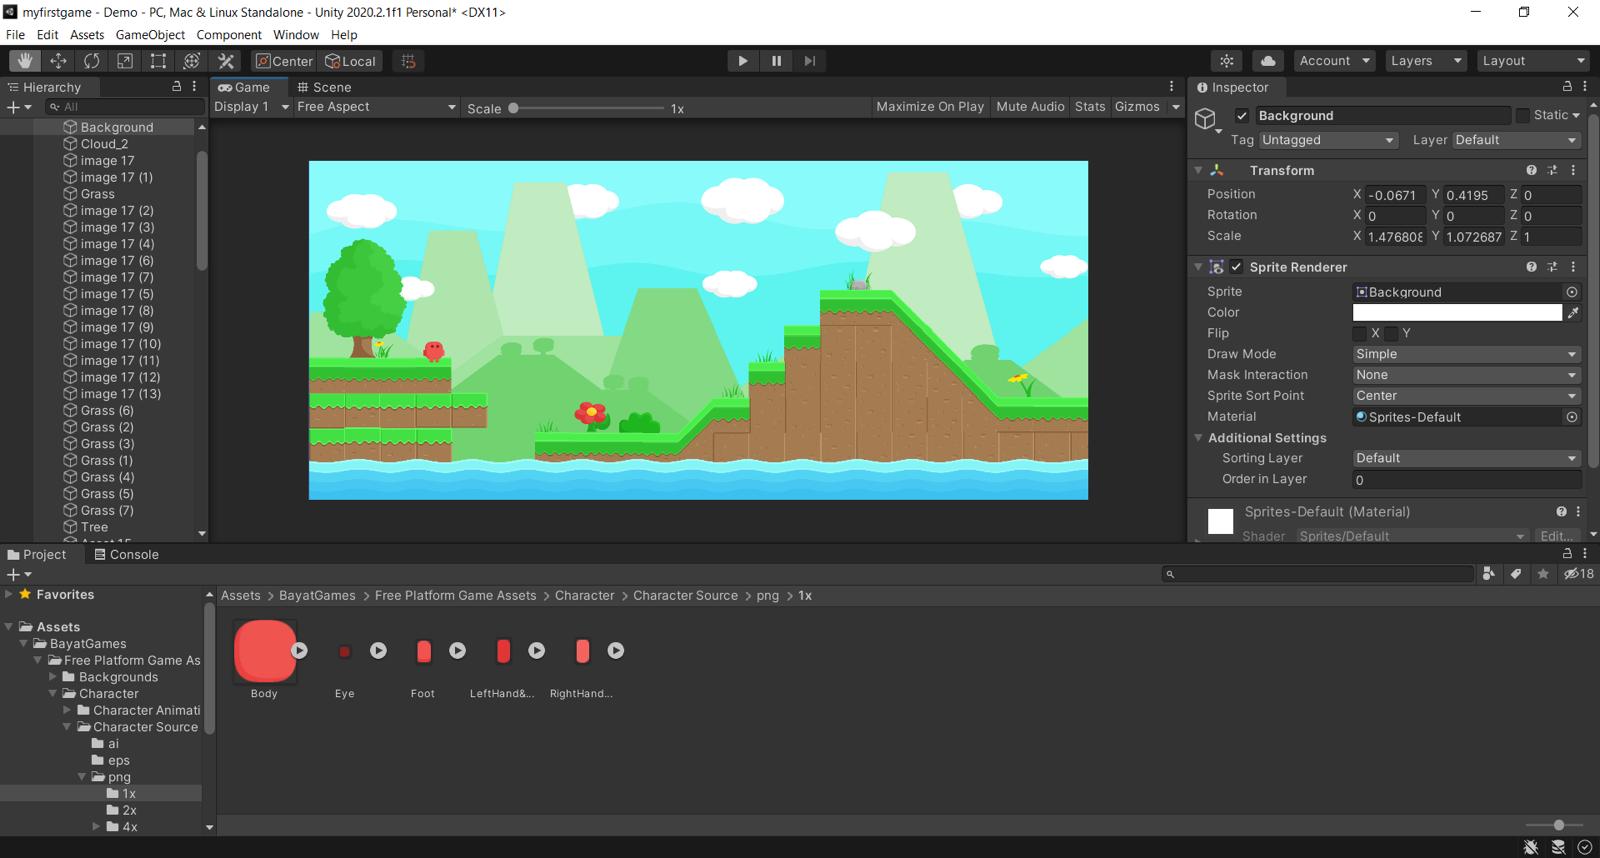 myfirstgame - Demo - PC, Mac & Linux Standalone - Unity 2020.2.1f1 Personal* <DX11>
File Edit Assets GameObject Component Window Help
Center Local Account Layers Layout
Hierarchy
All
Background
Cloud_2
image 17
image 17 (1)
Grass
image 17 (2)
image 17 (3)
image 17 (4)
image 17 (6)
image 17 (7)
image 17 (5)
image 17 (8)
image 17 (9)
image 17 (10)
image 17 (11)
image 17 (12)
image 17 (13)
Grass (6)
Grass (2)
Grass (3)
Grass (1)
Grass (4)
Grass (5)
Grass (7)
Tree
Game Scene
Display 1 Free Aspect Scale 1x Maximize On Play Mute Audio Stats Gizmos
Inspector
Background Static
Tag Untagged Layer Default
Transform
Position X -0.0671 Y 0.4195 Z 0
Rotation X 0 Y 0 Z 0
Scale X 1.476808 Y 1.072687 Z 1
Sprite Renderer
Sprite Background
Color
Flip X Y
Draw Mode Simple
Mask Interaction None
Sprite Sort Point Center
Material Sprites-Default
Additional Settings
Sorting Layer Default
Order in Layer 0
Sprites-Default (Material)
Shader Sprites/Default Edit...
Project Console
18
Favorites
Assets
BayatGames
Free Platform Game As
Backgrounds
Character
Character Animati
Character Source
ai
eps
png
1x
2x
4x
Assets > BayatGames > Free Platform Game Assets > Character > Character Source > png > 1x
Body Eye Foot LeftHand&... RightHand...